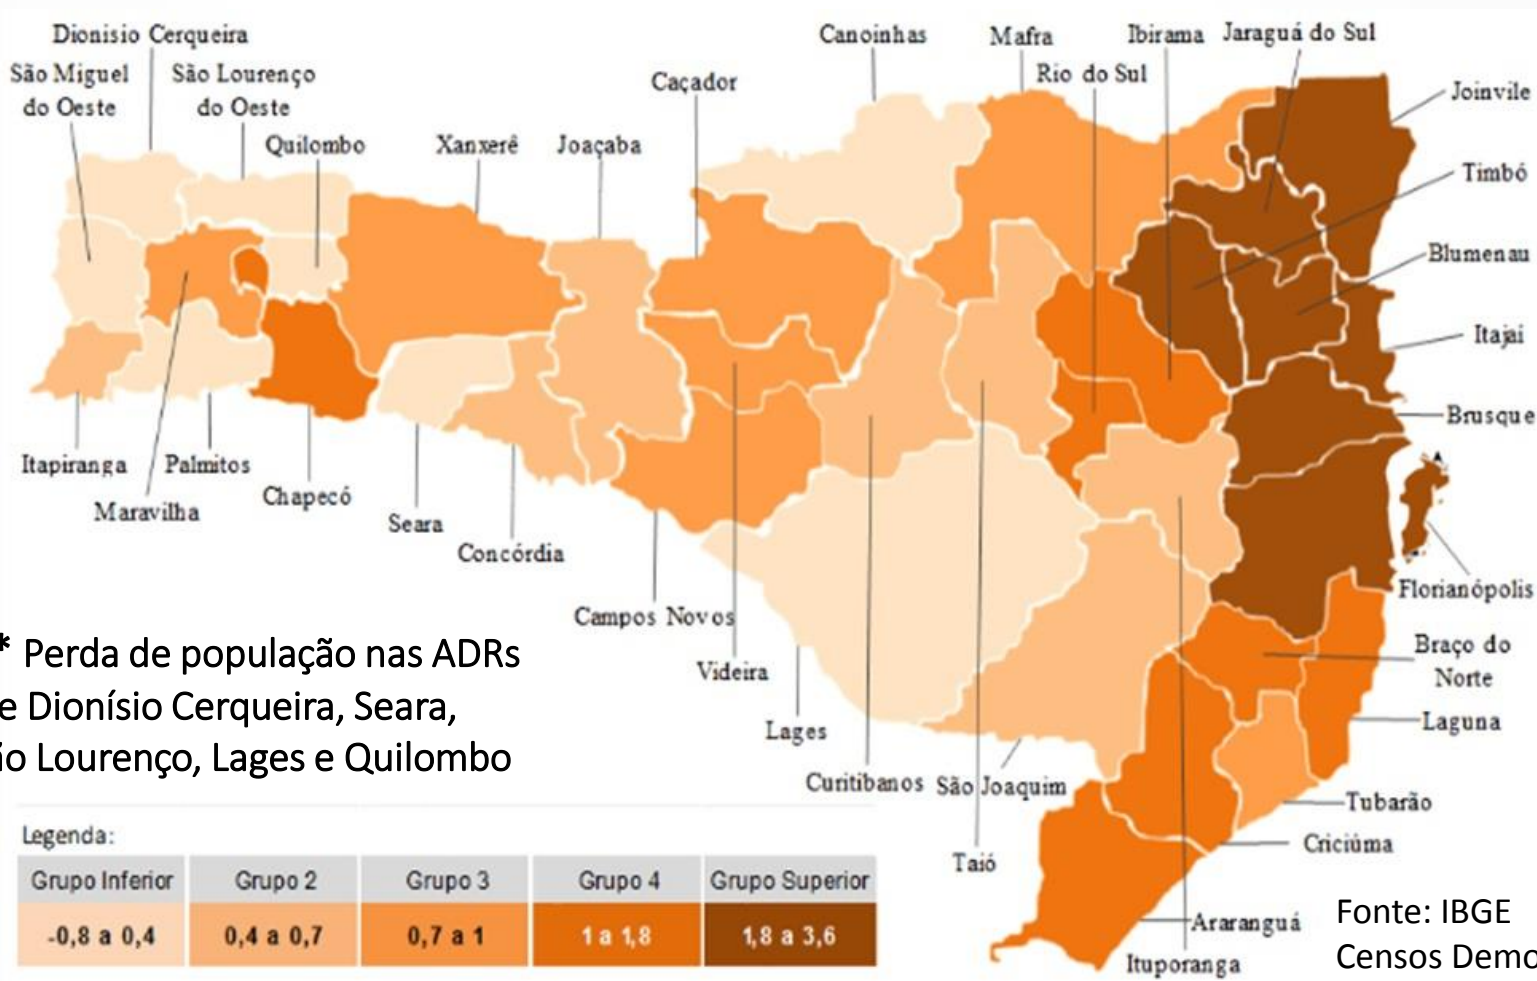 Dionisio Cerqueira
São Miguel
do Oeste
São Lourenço
do Oeste
Quilombo
Xanxerê
Joaçaba
Caçador
Canoinhas
Mafra
Rio do Sul
Ibirama
Jaraguá do Sul
Joinvile
Timbó
Blumenau
Itajaí
Brusque
Florianópolis
Braço do
Norte
Laguna
Tubarão
Criciúma
Araranguá
Ituporanga
Taió
São Joaquim
Curitibanos
Lages
Videira
Campos Novos
Concórdia
Seara
Chapecó
Palmitos
Maravilha
Itapiranga
* Perda de população nas ADRs
e Dionísio Cerqueira, Seara,
ão Lourenço, Lages e Quilombo
Legenda:
Grupo Inferior Grupo 2 Grupo 3 Grupo 4 Grupo Superior
-0,8 a 0,4 0,4 a 0,7 0,7 a 1 1 a 1,8 1,8 a 3,6
Fonte: IBGE
Censos Demo